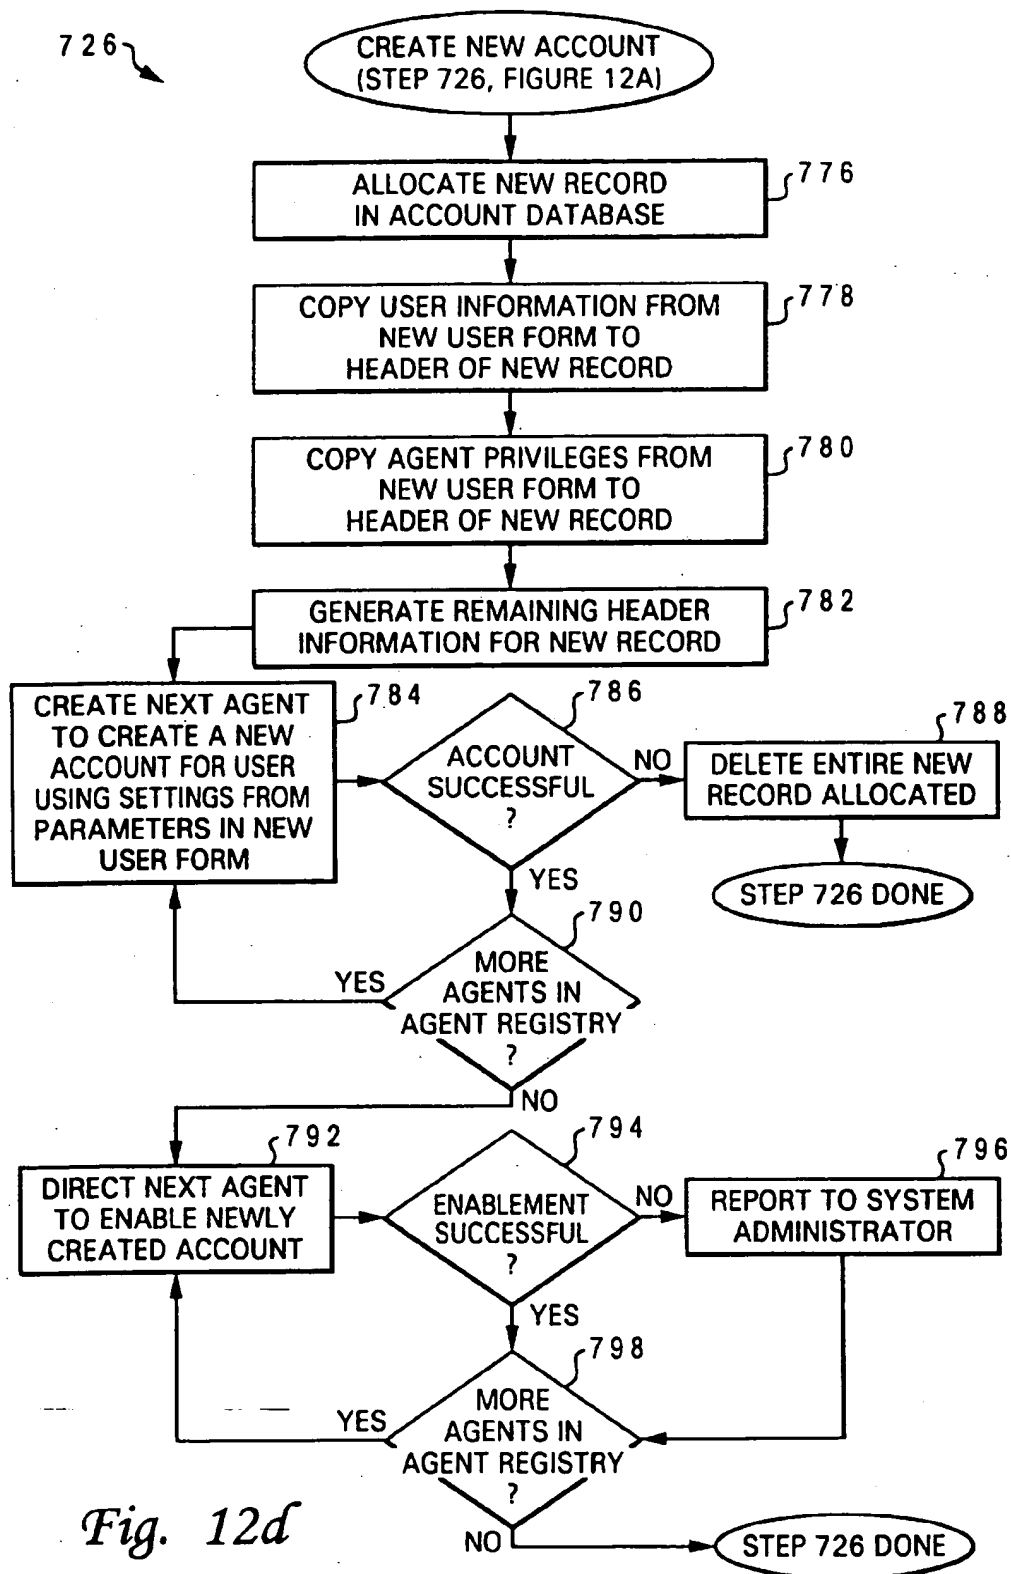 726
CREATE NEW ACCOUNT
(STEP 726, FIGURE 12A)
776
ALLOCATE NEW RECORD
IN ACCOUNT DATABASE
778
COPY USER INFORMATION FROM
NEW USER FORM TO
HEADER OF NEW RECORD
780
COPY AGENT PRIVILEGES FROM
NEW USER FORM TO
HEADER OF NEW RECORD
782
GENERATE REMAINING HEADER
INFORMATION FOR NEW RECORD
784
CREATE NEXT AGENT
TO CREATE A NEW
ACCOUNT FOR USER
USING SETTINGS FROM
PARAMETERS IN NEW
USER FORM
786
ACCOUNT
SUCCESSFUL
?
NO
788
DELETE ENTIRE NEW
RECORD ALLOCATED
STEP 726 DONE
YES
790
MORE
AGENTS IN
AGENT REGISTRY
?
YES
NO
792
DIRECT NEXT AGENT
TO ENABLE NEWLY
CREATED ACCOUNT
794
ENABLEMENT
SUCCESSFUL
?
NO
796
REPORT TO SYSTEM
ADMINISTRATOR
YES
798
MORE
AGENTS IN
AGENT REGISTRY
?
YES
NO
STEP 726 DONE
Fig. 12d